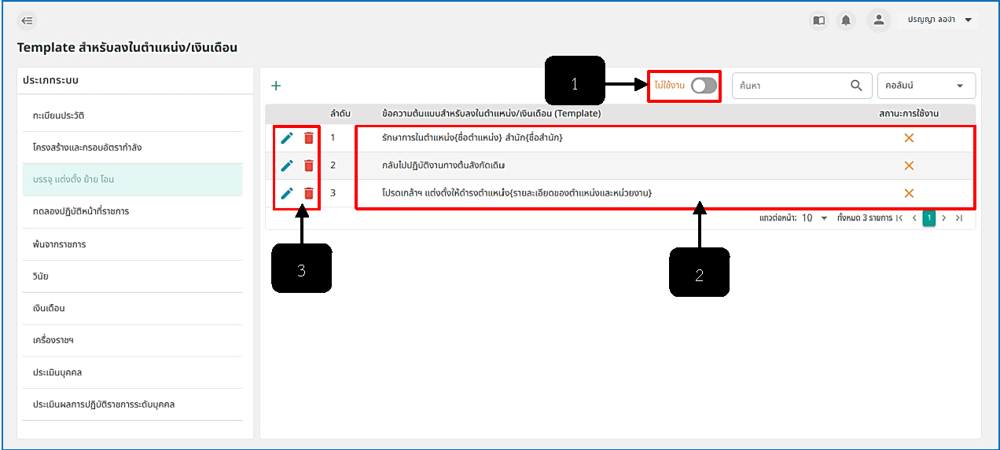 ปรญญา ลอชา
Template สำหรับลงในตำแหน่ง/เงินเดือน
ประเภทระบบ
ทะเบียนประวัติ
โครงสร้างและกรอบอัตรากำลัง
บรรจุ แต่งตั้ง ย้าย โอน
ทดลองปฏิบัติหน้าที่ราชการ
พ้นจากราชการ
วินัย
เงินเดือน
เครื่องราชฯ
ประเมินบุคคล
ประเมินผลการปฏิบัติราชการระดับบุคคล
1
ไม่ใช้งาน
ค้นหา
คอลัมน์
ลำดับ ข้อความต้นแบบสำหรับลงในตำแหน่ง/เงินเดือน (Template) สถานะการใช้งาน
1 รักษาการในตำแหน่ง{ชื่อตำแหน่ง} สำนัก{ชื่อสำนัก}
2 กลับไปปฏิบัติงานทางต้นสังกัดเดิม
3 โปรดเกล้าฯ แต่งตั้งให้ดำรงตำแหน่ง{รายละเอียดของตำแหน่งและหน่วยงาน}
แถวต่อหน้า: 10 ทั้งหมด 3 รายการ 1
3
2